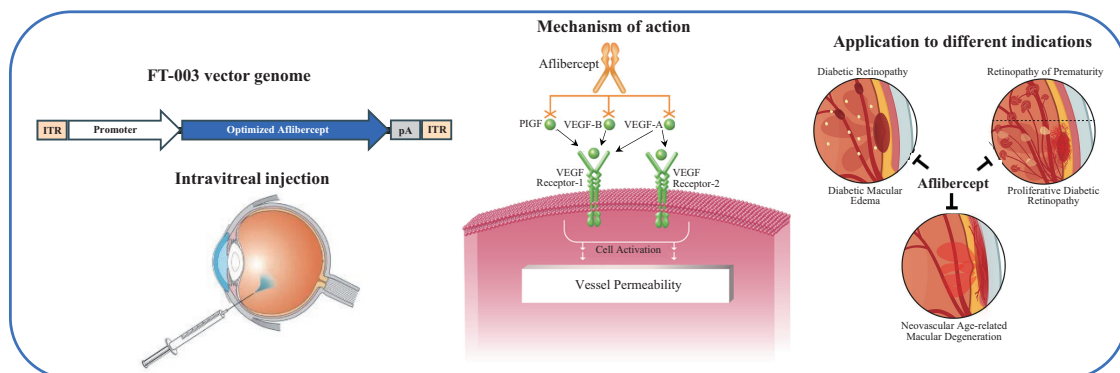 FT-003 vector genome
ITR
Promoter
Optimized Aflibercept
pA
ITR
Intravitreal injection
Mechanism of action
Aflibercept
PIGF
VEGF-B
VEGF-A
VEGF
Receptor-1
VEGF
Receptor-2
Cell Activation
Vessel Permeability
Application to different indications
Diabetic Retinopathy
Retinopathy of Prematurity
Aflibercept
Diabetic Macular
Edema
Proliferative Diabetic
Retinopathy
Neovascular Age-related
Macular Degeneration